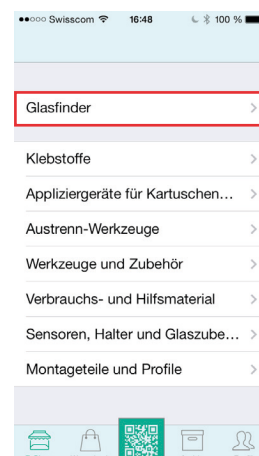 Swisscom 16:48 100 %
Glasfinder
Klebstoffe
Appliziergeräte für Kartuschen...
Austrenn-Werkzeuge
Werkzeuge und Zubehör
Verbrauchs- und Hilfsmaterial
Sensoren, Halter und Glaszube...
Montageteile und Profile